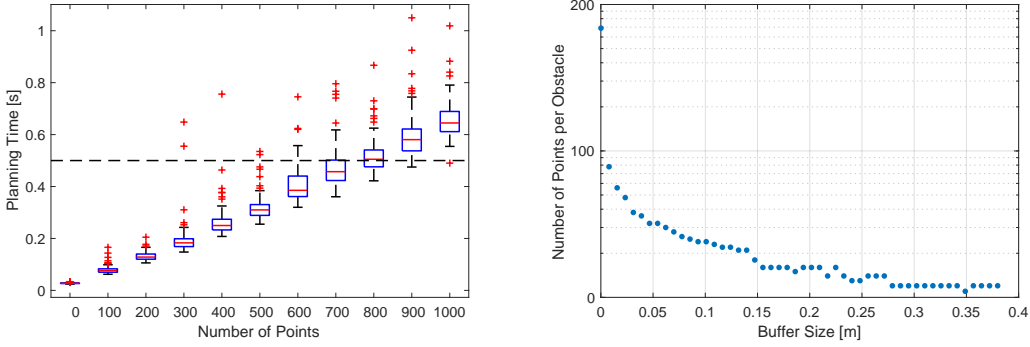 1
0.8
0.6
0.4
0.2
0
Planning Time [s]
0 100 200 300 400 500 600 700 800 900 1000
Number of Points
200
100
0
Number of Points per Obstacle
0 0.05 0.1 0.15 0.2 0.25 0.3 0.35 0.4
Buffer Size [m]